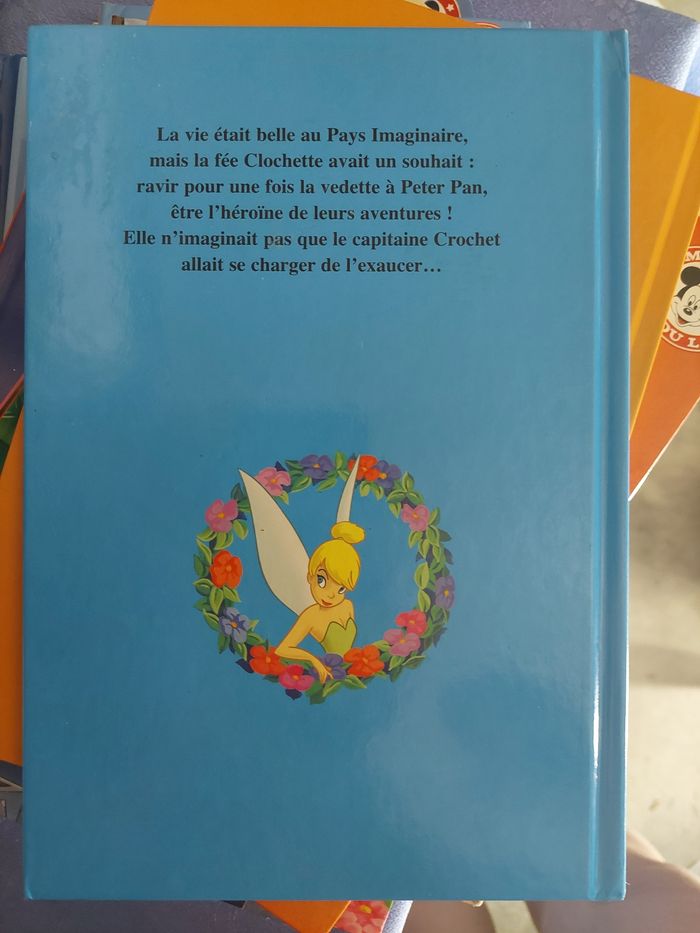 La vie était belle au Pays Imaginaire,
mais la fée Clochette avait un souhait :
ravir pour une fois la vedette à Peter Pan,
être l'héroïne de leurs aventures !
Elle n'imaginait pas que le capitaine Crochet
allait se charger de l'exaucer…